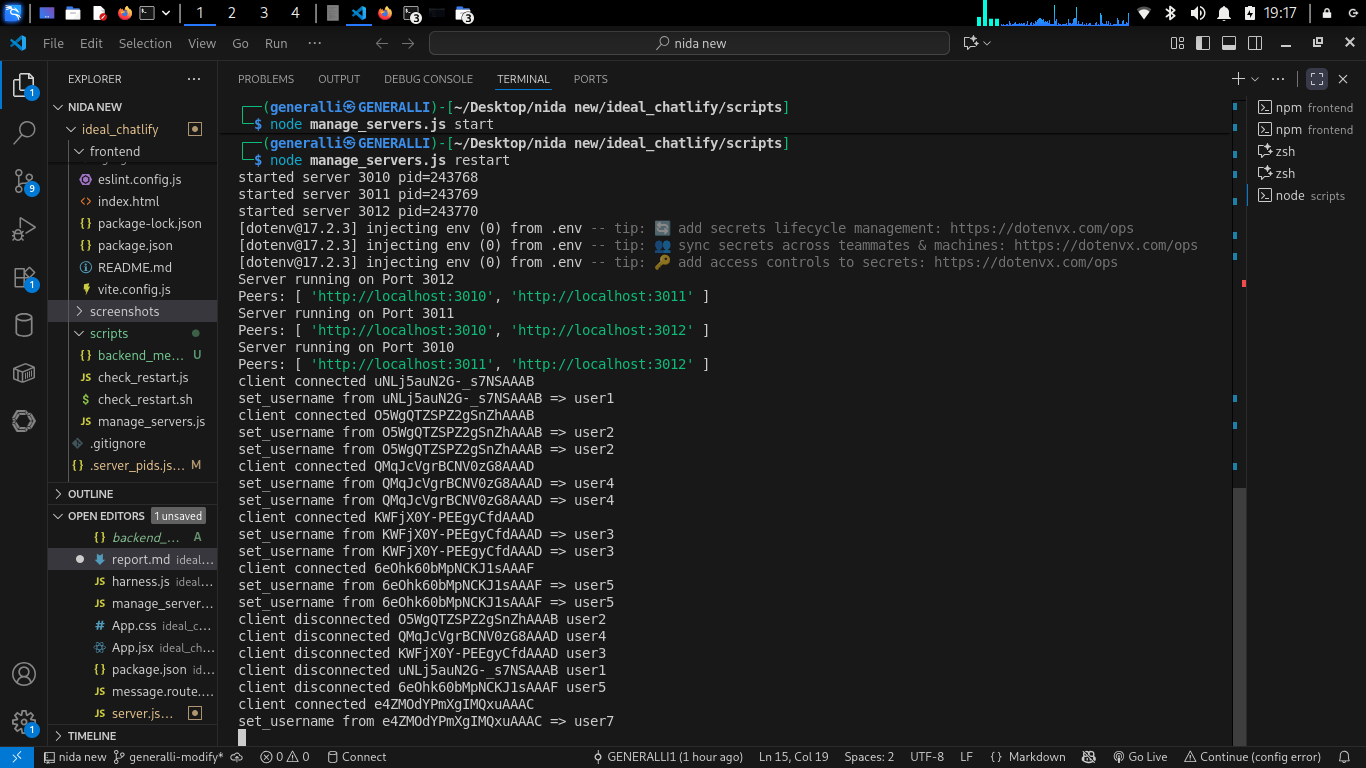 1 2 3 4 3 3 19:17
File Edit Selection View Go Run ··· nida new
EXPLORER ···
NIDA NEW
ideal_chatlify
frontend
eslint.config.js
index.html
package-lock.json
package.json
README.md
vite.config.js
screenshots
scripts
backend_me... U
check_restart.js
check_restart.sh
manage_servers.js
.gitignore
.server_pids.js... M
OUTLINE
OPEN EDITORS 1 unsaved
backend_... A
report.md ideal...
harness.js ideal...
manage_server...
App.css ideal_c...
App.jsx ideal_ch...
package.json id...
message.route....
server.js...
TIMELINE
1
9
1
1
PROBLEMS OUTPUT DEBUG CONSOLE TERMINAL PORTS
┌──(generalli㉿GENERALLI)-[~/Desktop/nida new/ideal_chatlify/scripts]
└─$ node manage_servers.js start
┌──(generalli㉿GENERALLI)-[~/Desktop/nida new/ideal_chatlify/scripts]
└─$ node manage_servers.js restart
started server 3010 pid=243768
started server 3011 pid=243769
started server 3012 pid=243770
[dotenv@17.2.3] injecting env (0) from .env -- tip: 🔄 add secrets lifecycle management: https://dotenvx.com/ops
[dotenv@17.2.3] injecting env (0) from .env -- tip: 👥 sync secrets across teammates & machines: https://dotenvx.com/ops
[dotenv@17.2.3] injecting env (0) from .env -- tip: 🔑 add access controls to secrets: https://dotenvx.com/ops
Server running on Port 3012
Peers: [ 'http://localhost:3010', 'http://localhost:3011' ]
Server running on Port 3011
Peers: [ 'http://localhost:3010', 'http://localhost:3012' ]
Server running on Port 3010
Peers: [ 'http://localhost:3011', 'http://localhost:3012' ]
client connected uNLj5auN2G-_s7NSAAAB
set_username from uNLj5auN2G-_s7NSAAAB => user1
client connected O5WgQTZSPZ2gSnZhAAAB
set_username from O5WgQTZSPZ2gSnZhAAAB => user2
set_username from O5WgQTZSPZ2gSnZhAAAB => user2
client connected QMqJcVgrBCNV0zG8AAAD
set_username from QMqJcVgrBCNV0zG8AAAD => user4
set_username from QMqJcVgrBCNV0zG8AAAD => user4
client connected KWFjX0Y-PEEgyCfdAAAD
set_username from KWFjX0Y-PEEgyCfdAAAD => user3
set_username from KWFjX0Y-PEEgyCfdAAAD => user3
client connected 6eOhk60bMpNCKJ1sAAAF
set_username from 6eOhk60bMpNCKJ1sAAAF => user5
set_username from 6eOhk60bMpNCKJ1sAAAF => user5
client disconnected O5WgQTZSPZ2gSnZhAAAB user2
client disconnected QMqJcVgrBCNV0zG8AAAD user4
client disconnected KWFjX0Y-PEEgyCfdAAAD user3
client disconnected uNLj5auN2G-_s7NSAAAB user1
client disconnected 6eOhk60bMpNCKJ1sAAAF user5
client connected e4ZMOdYPmXgIMQxuAAAC
set_username from e4ZMOdYPmXgIMQxuAAAC => user7
npm frontend
npm frontend
zsh
zsh
node scripts
nida new generalli-modify* 0 0 Connect GENERALLI1 (1 hour ago) Ln 15, Col 19 Spaces: 2 UTF-8 LF {} Markdown Go Live Continue (config error)